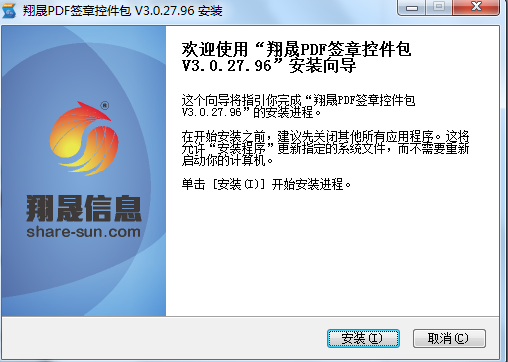 翔晟PDF签章控件包 V3.0.27.96 安装
欢迎使用“翔晟PDF签章控件包
V3.0.27.96”安装向导
这个向导将指引你完成“翔晟PDF签章控件包
V3.0.27.96”的安装进程。
在开始安装之前，建议先关闭其他所有应用程序。这将
允许“安装程序”更新指定的系统文件，而不需要重新
启动你的计算机。
单击 [安装(I)] 开始安装进程。
®
翔晟信息
share-sun.com
安装(I)
取消(C)